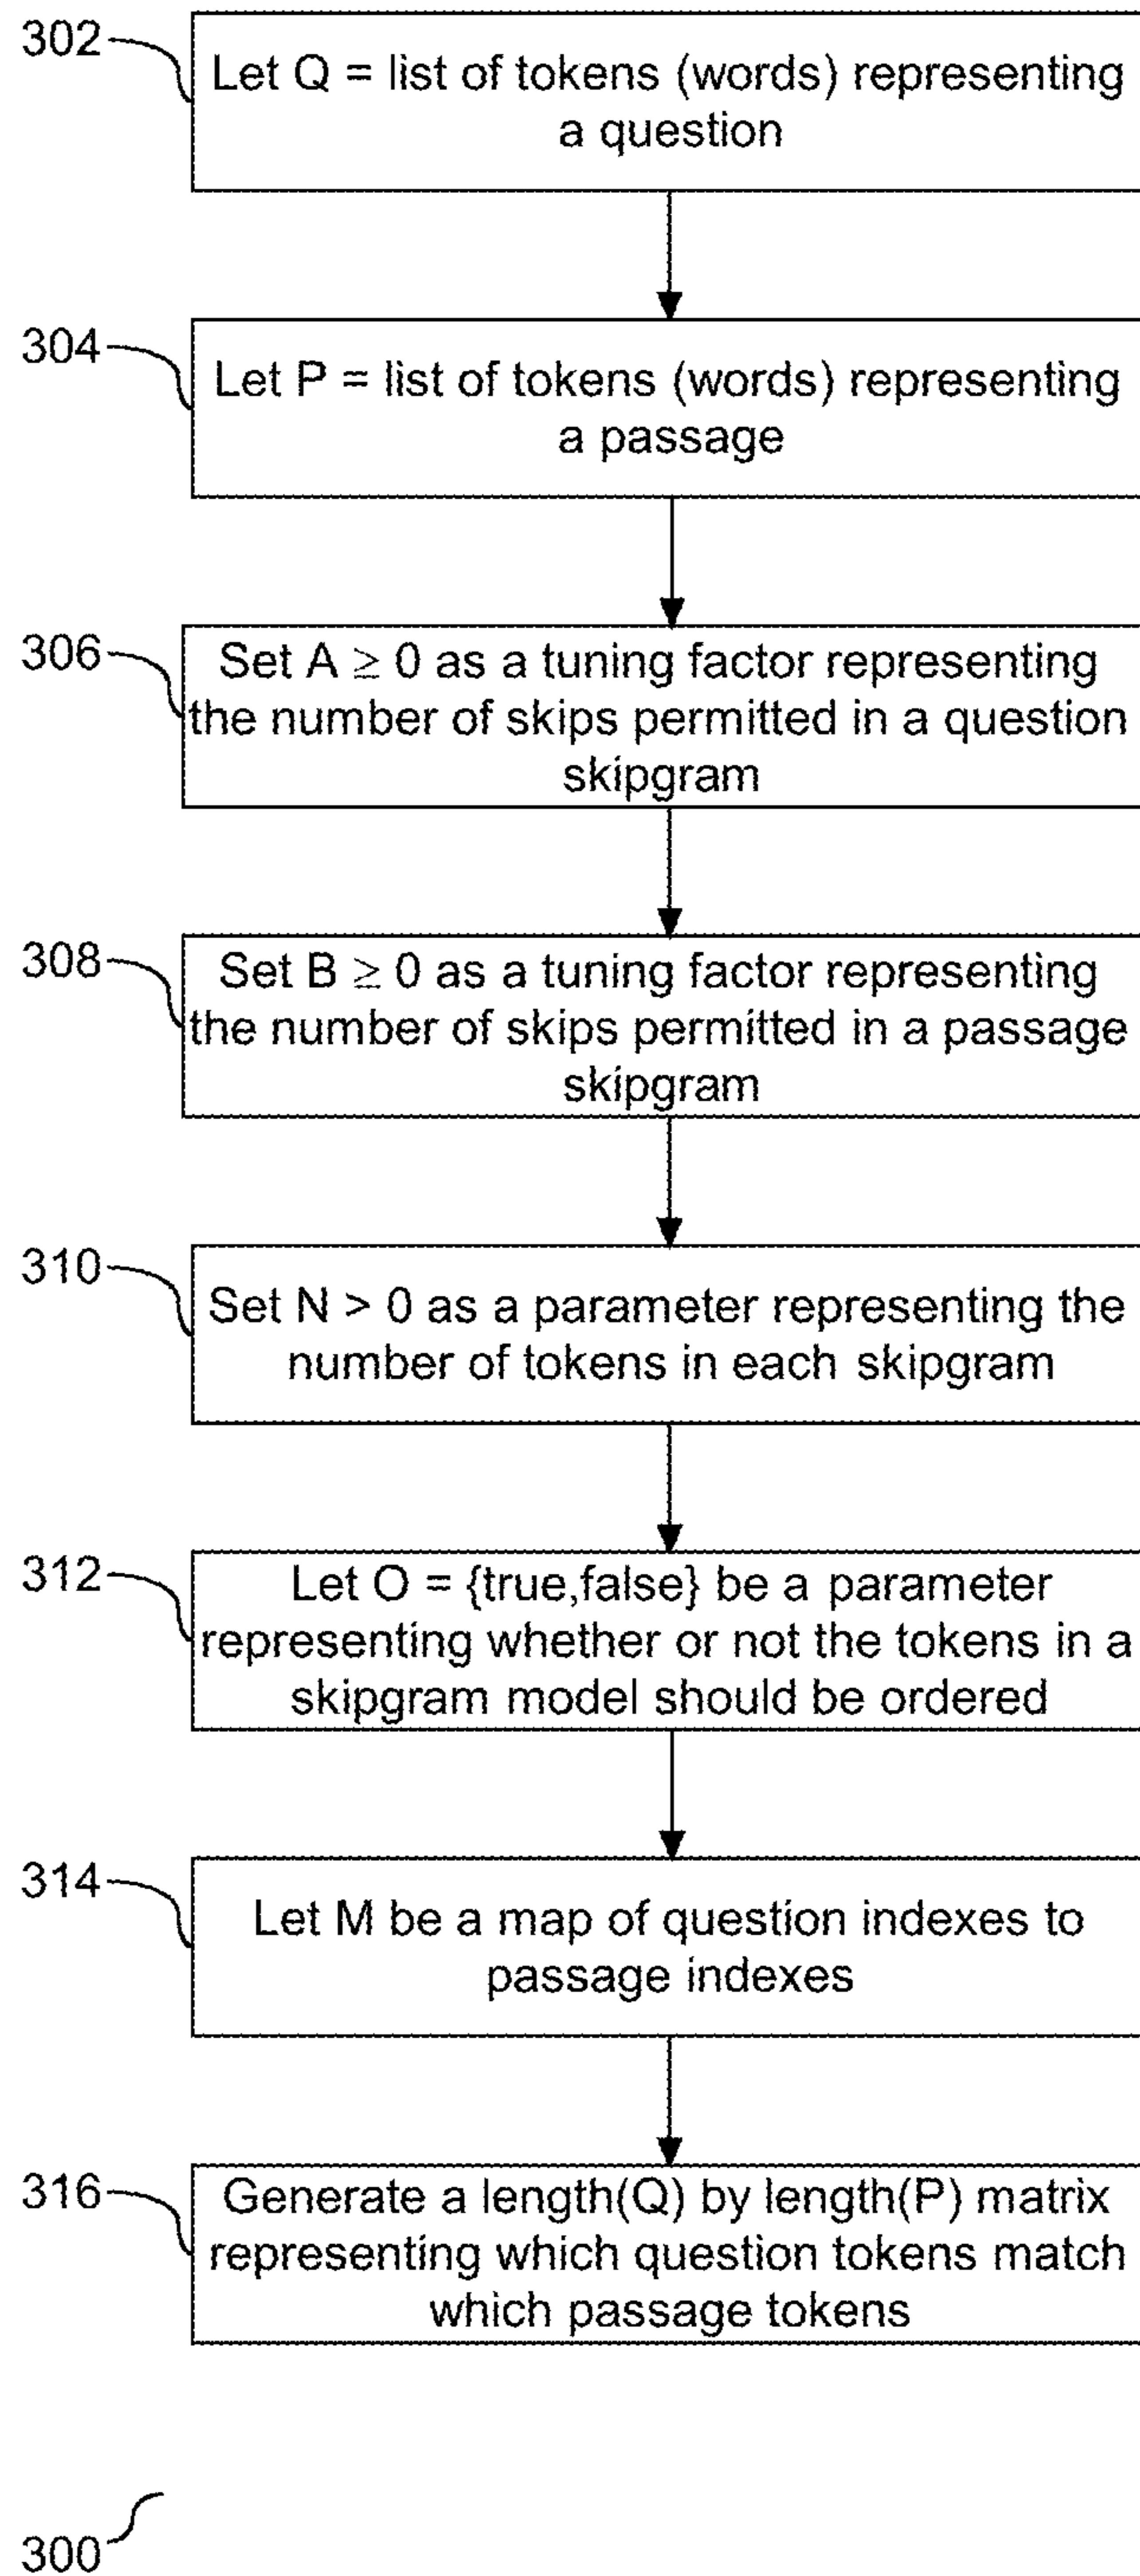 302
Let Q = list of tokens (words) representing
a question
304
Let P = list of tokens (words) representing
a passage
306
Set A ≥ 0 as a tuning factor representing
the number of skips permitted in a question
skipgram
308
Set B ≥ 0 as a tuning factor representing
the number of skips permitted in a passage
skipgram
310
Set N > 0 as a parameter representing the
number of tokens in each skipgram
312
Let O = {true,false} be a parameter
representing whether or not the tokens in a
skipgram model should be ordered
314
Let M be a map of question indexes to
passage indexes
316
Generate a length(Q) by length(P) matrix
representing which question tokens match
which passage tokens
300